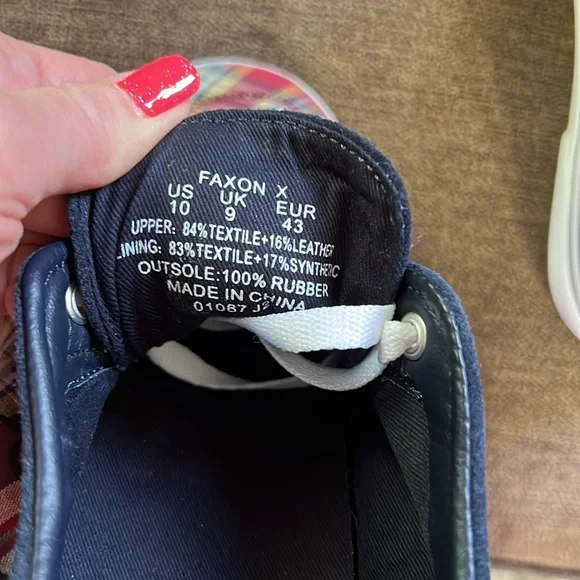 FAXON X
US UK EUR
10 9 43
UPPER: 84%TEXTILE+16%LEATHER
LINING: 83%TEXTILE+17%SYNTHETIC
OUTSOLE:100% RUBBER
MADE IN CHINA